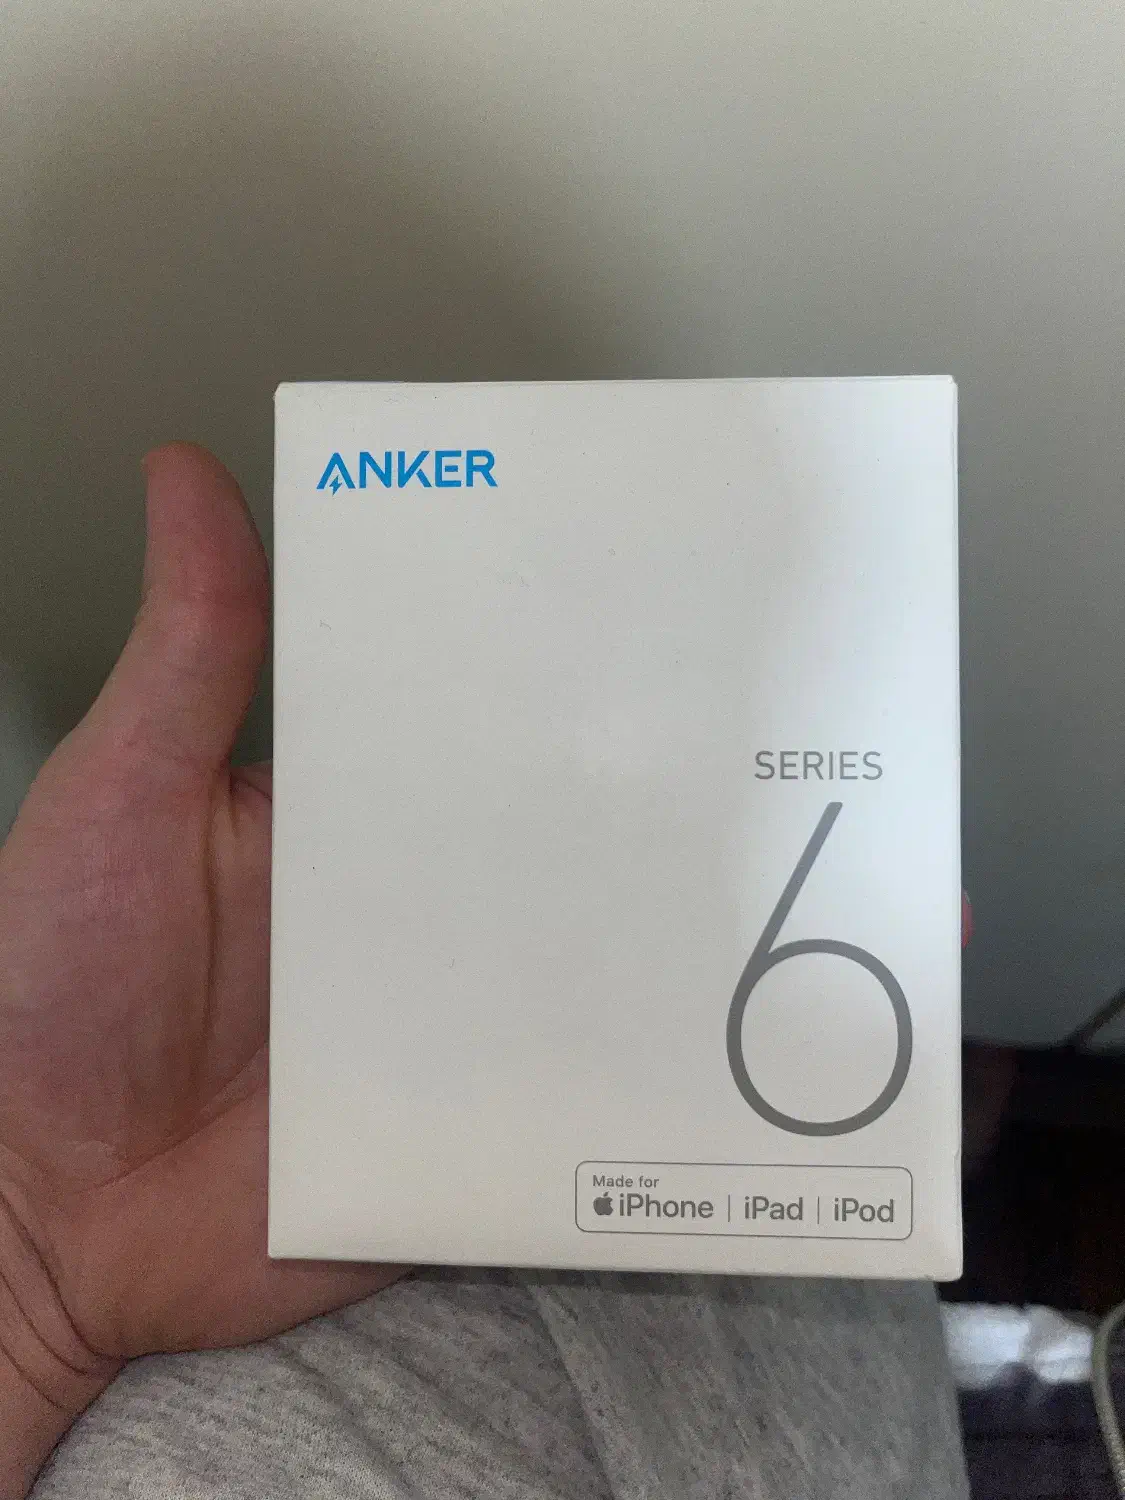 ANKER
SERIES
6
Made for
iPhone | iPad | iPod